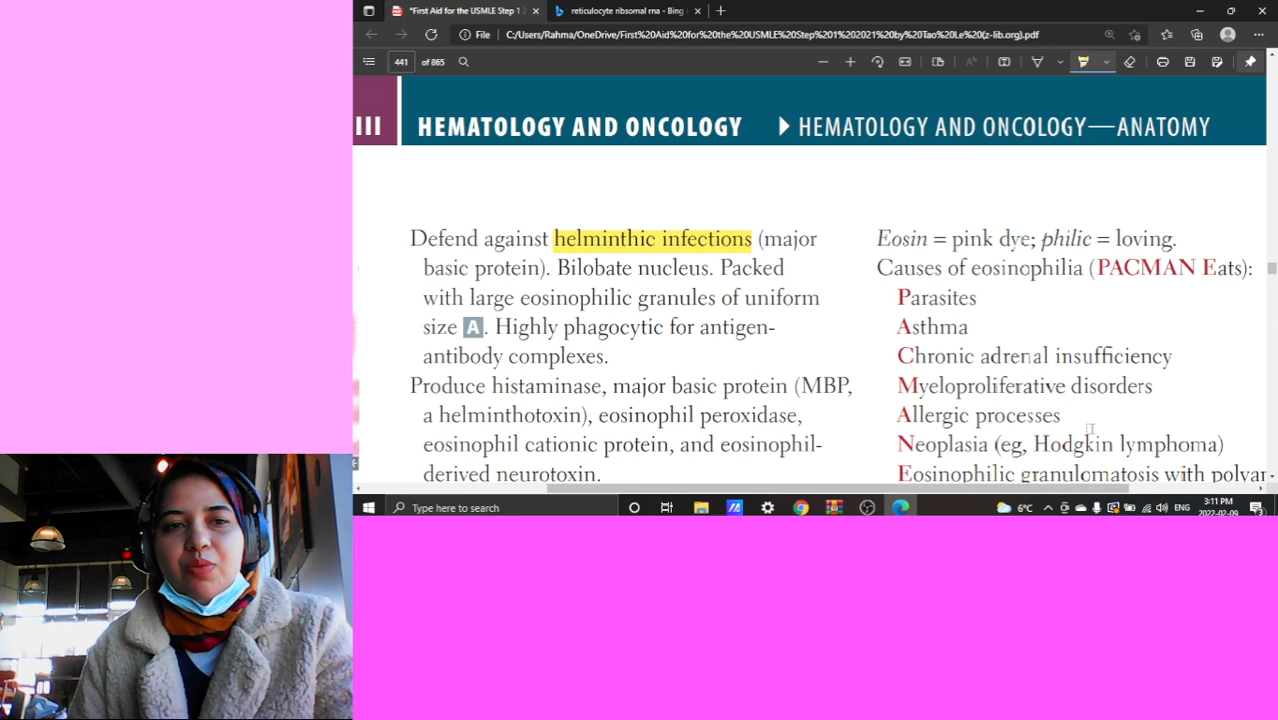 *First Aid for the USMLE Step 1 2
reticulocyte ribsomal rna - Bing
File
C:/Users/Rahma/OneDrive/First%20Aid%20for%20the%20USMLE%20Step%201%202021%20by%20Tao%20Le%20(z-lib.org).pdf
441 of 865
III HEMATOLOGY AND ONCOLOGY ▶ HEMATOLOGY AND ONCOLOGY—ANATOMY
Defend against helminthic infections (major
basic protein). Bilobate nucleus. Packed
with large eosinophilic granules of uniform
size A. Highly phagocytic for antigen-
antibody complexes.
Produce histaminase, major basic protein (MBP,
a helminthotoxin), eosinophil peroxidase,
eosinophil cationic protein, and eosinophil-
derived neurotoxin.
Eosin = pink dye; philic = loving.
Causes of eosinophilia (PACMAN Eats):
Parasites
Asthma
Chronic adrenal insufficiency
Myeloproliferative disorders
Allergic processes
Neoplasia (eg, Hodgkin lymphoma)
Eosinophilic granulomatosis with polyar
Type here to search
6°C
ENG
3:11 PM
2022-02-09